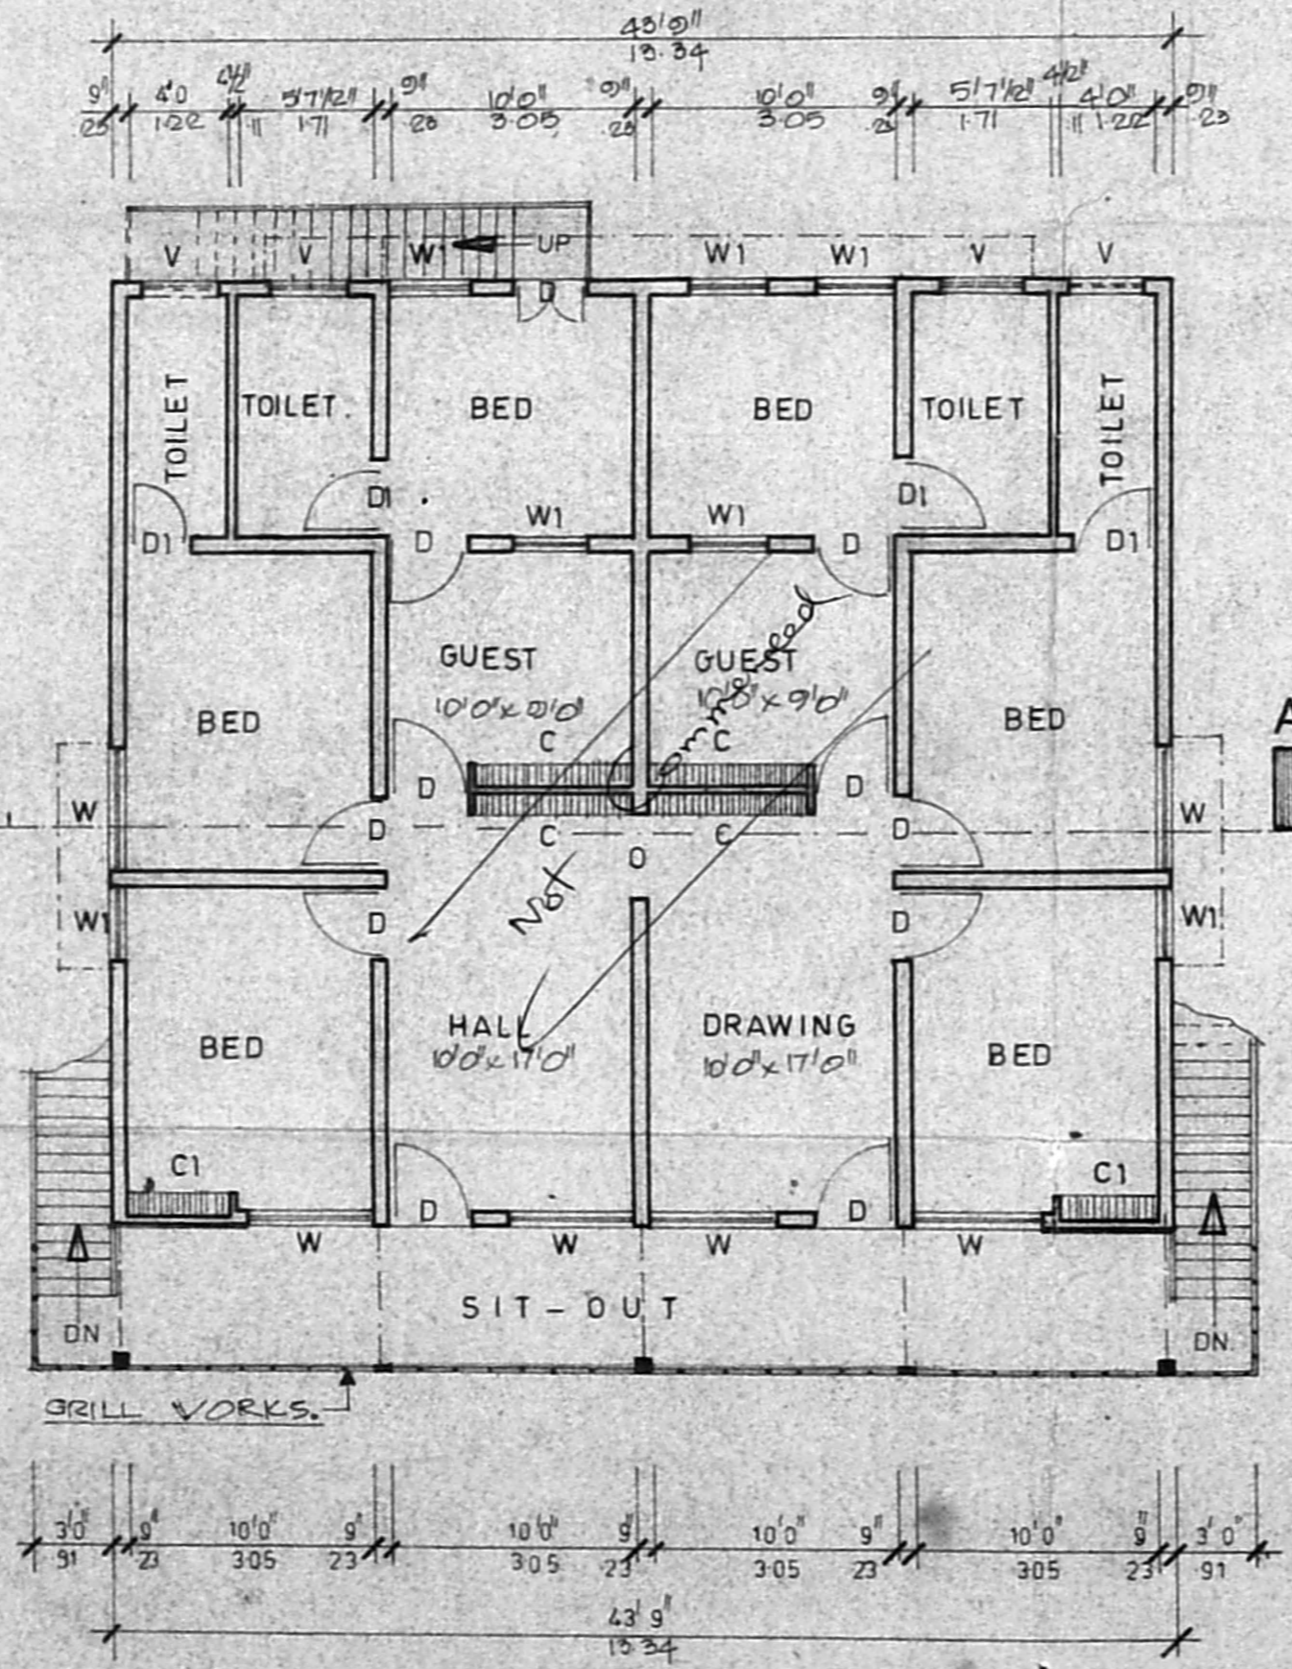 43'9"
13.34
9" 4'0 4½" 5'7½" 9" 10'0" 9" 10'0" 9" 5'7½" 4½" 4'0" 9"
.23 1.22 .11 1.71 .23 3.05 .23 3.05 .23 1.71 .11 1.22 .23
V V W1 UP W1 W1 V V
D
TOILET TOILET. BED BED TOILET TOILET
D1 D1
W1 W1
D1 D D D1
GUEST GUEST
10'0"x 9'0" 10'0"x 9'0"
Not Commenced
BED BED
C C
A
D D
W D D W
C C
O
W1 D D W1
HALL DRAWING
10'0"x 17'0" 10'0"x 17'0"
BED BED
C1 C1
D D
W W W W
SIT-OUT
DN DN.
GRILL WORKS.
3'0" 9" 10'0" 9" 10'0" 9" 10'0" 9" 10'0" 9" 3'0"
.91 23 3.05 23 3.05 23 3.05 23 3.05 23 .91
43'9"
13.34